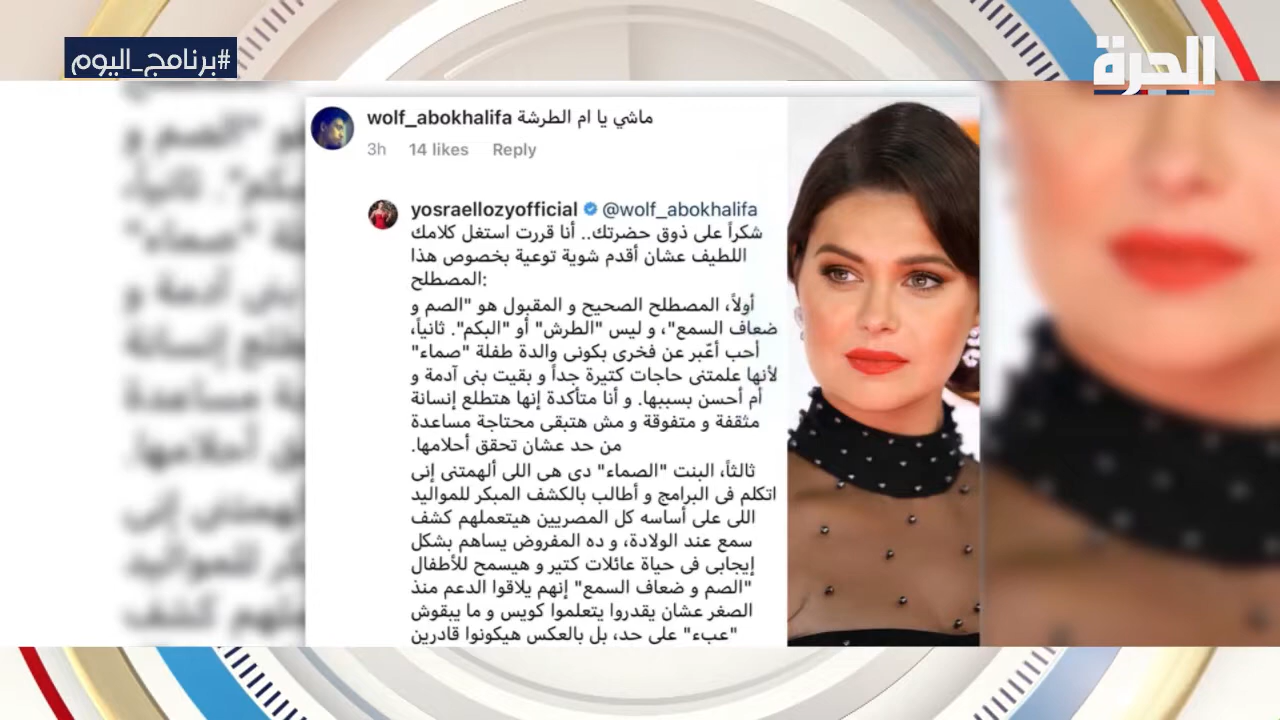 #برنامج_اليوم
الحرة
wolf_abokhalifa ماشي يا ام الطرشة
3h 14 likes Reply
yosraellozyofficial @wolf_abokhalifa
شكراً على ذوق حضرتك.. أنا قررت استغل كلامك
اللطيف عشان أقدم شوية توعية بخصوص هذا
المصطلح:
أولاً، المصطلح الصحيح و المقبول هو "الصم و
ضعاف السمع"، و ليس "الطرش" أو "البكم". ثانياً،
أحب أعّبر عن فخرى بكونى والدة طفلة "صماء"
لأنها علمتنى حاجات كتيرة جداً و بقيت بنى آدمة و
أم أحسن بسببها. و أنا متأكدة إنها هتطلع إنسانة
مثقفة و متفوقة و مش هتبقى محتاجة مساعدة
من حد عشان تحقق أحلامها.
ثالثاً، البنت "الصماء" دى هى اللى ألهمتنى إنى
اتكلم فى البرامج و أطالب بالكشف المبكر للمواليد
اللى على أساسه كل المصريين هيتعملهم كشف
سمع عند الولادة، و ده المفروض يساهم بشكل
إيجابى فى حياة عائلات كتير و هيسمح للأطفال
"الصم و ضعاف السمع" إنهم يلاقوا الدعم منذ
الصغر عشان يقدروا يتعلموا كويس و ما يبقوش
"عبء" على حد، بل بالعكس هيكونوا قادرين